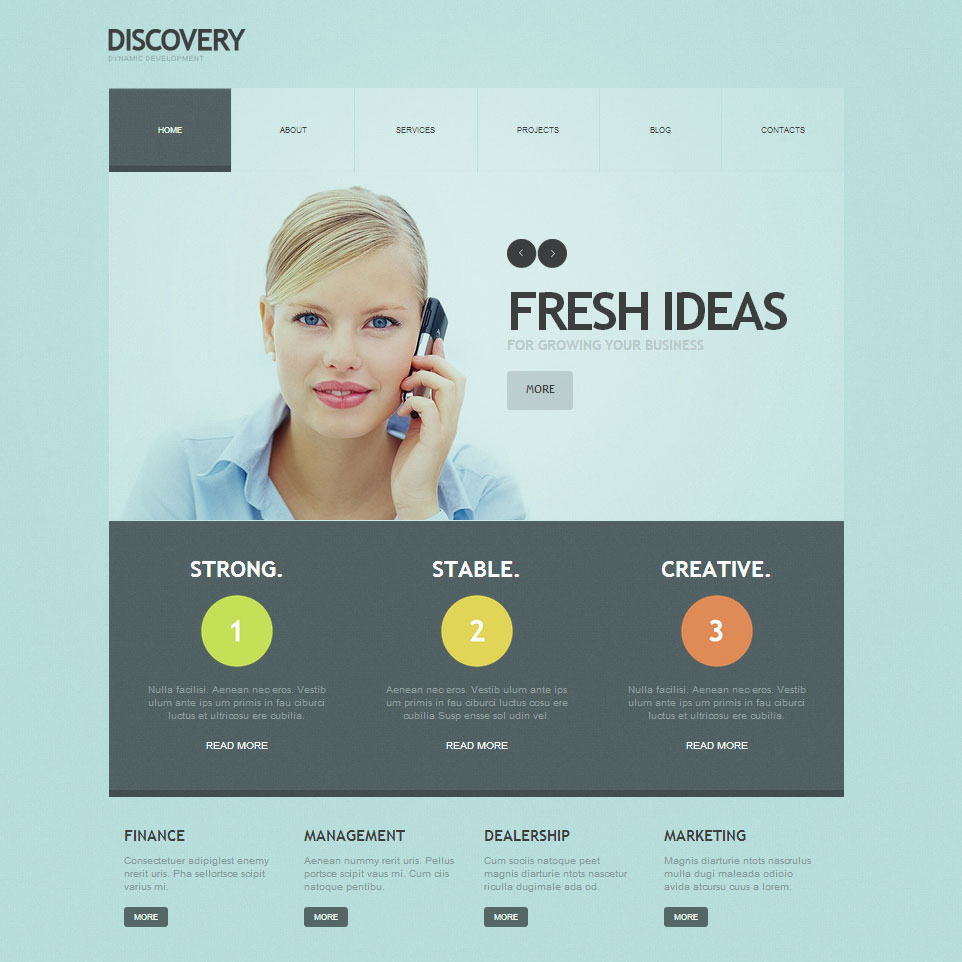 DISCOVERY
DYNAMIC DEVELOPMENT
HOME
ABOUT
SERVICES
PROJECTS
BLOG
CONTACTS
FRESH IDEAS
FOR GROWING YOUR BUSINESS
MORE
STRONG.
1
Nulla facilisi. Aenean nec eros. Vestib
ulum ante ips um primis in fau ciburci
luctus et ultricosu ere cubilia.
READ MORE
STABLE.
2
Aenean nec eros. Vestib ulum ante ips
um primis in fau ciburci luctus cosu ere
cubilia Susp ensse sol udin vel.
READ MORE
CREATIVE.
3
Nulla facilisi. Aenean nec eros. Vestib
ulum ante ips um primis in fau ciburci
luctus et ultricosu ere cubilia.
READ MORE
FINANCE
Consectetuer adipiglest enemy
nrerit uris. Pha sellortsce scipit
varius mi.
MORE
MANAGEMENT
Aenean nummy rerit uris. Pellus
portsce scipit vaus mi. Cum ciis
natoque pentibu.
MORE
DEALERSHIP
Cum sociis natoque peet
magnis diarturie ntots nascetur
riculla dugimale ada od.
MORE
MARKETING
Magnis diarturie ntots nascrulus
mulla dugi maleada odioio
avida atcursu cuus a lorem.
MORE